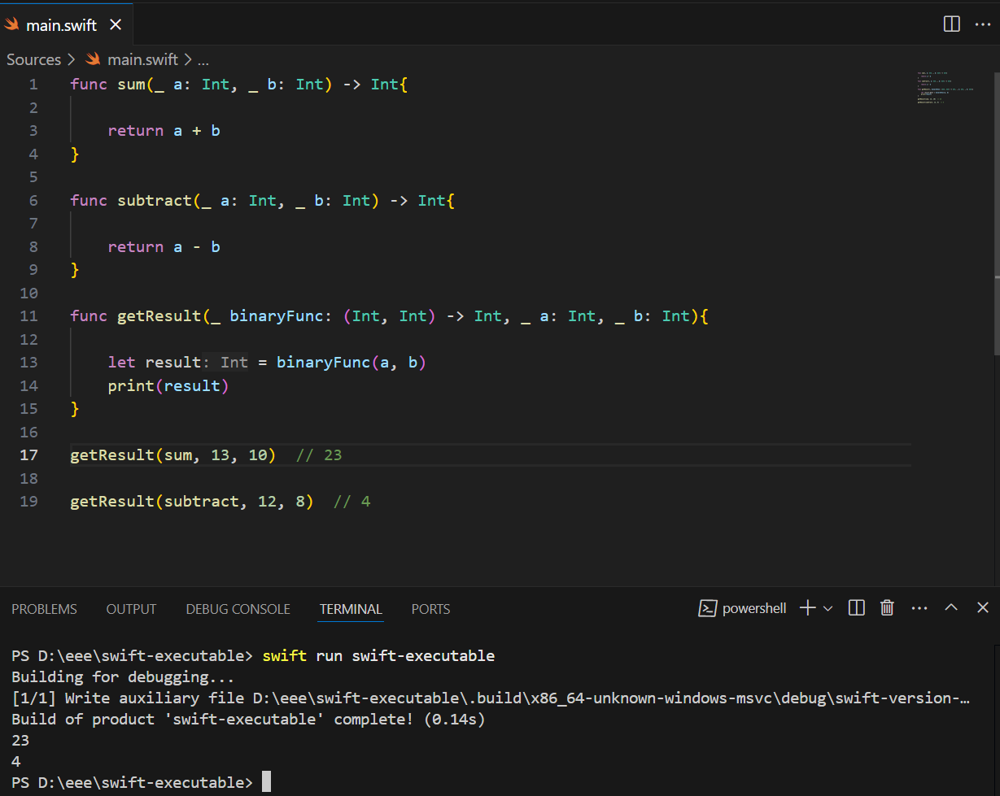 main.swift
Sources > main.swift > ...
1 func sum(_ a: Int, _ b: Int) -> Int{
2
3     return a + b
4 }
5
6 func subtract(_ a: Int, _ b: Int) -> Int{
7
8     return a - b
9 }
10
11 func getResult(_ binaryFunc: (Int, Int) -> Int, _ a: Int, _ b: Int){
12
13     let result: Int = binaryFunc(a, b)
14     print(result)
15 }
16
17 getResult(sum, 13, 10)  // 23
18
19 getResult(subtract, 12, 8)  // 4
PROBLEMS OUTPUT DEBUG CONSOLE TERMINAL PORTS powershell
PS D:\eee\swift-executable> swift run swift-executable
Building for debugging...
[1/1] Write auxiliary file D:\eee\swift-executable\.build\x86_64-unknown-windows-msvc\debug\swift-version-…
Build of product 'swift-executable' complete! (0.14s)
23
4
PS D:\eee\swift-executable>